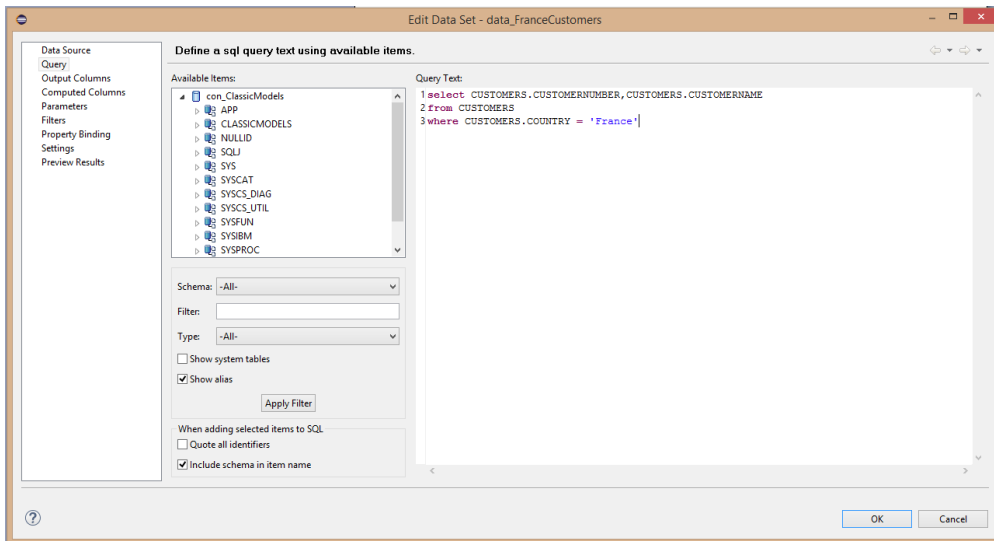 Edit Data Set - data_FranceCustomers
Data Source
Query
Output Columns
Computed Columns
Parameters
Filters
Property Binding
Settings
Preview Results
Define a sql query text using available items.
Available Items:
con_ClassicModels
APP
CLASSICMODELS
NULLID
SQLJ
SYS
SYSCAT
SYSCS_DIAG
SYSCS_UTIL
SYSFUN
SYSIBM
SYSPROC
Schema: -All-
Filter:
Type: -All-
Show system tables
Show alias
Apply Filter
When adding selected items to SQL
Quote all identifiers
Include schema in item name
Query Text:
1 select CUSTOMERS.CUSTOMERNUMBER,CUSTOMERS.CUSTOMERNAME
2 from CUSTOMERS
3 where CUSTOMERS.COUNTRY = 'France'
?
OK
Cancel